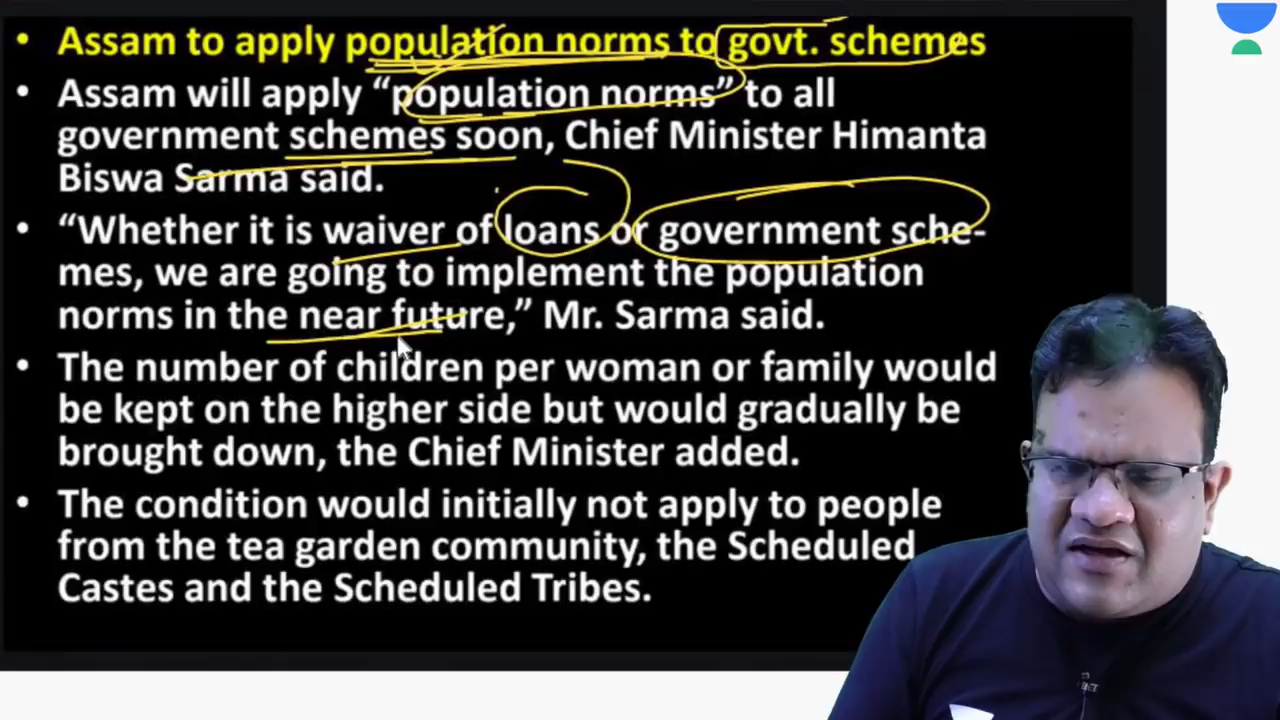 • Assam to apply population norms to govt. schemes
• Assam will apply “population norms” to all
government schemes soon, Chief Minister Himanta
Biswa Sarma said.
• “Whether it is waiver of loans or government sche-
mes, we are going to implement the population
norms in the near future,” Mr. Sarma said.
• The number of children per woman or family would
be kept on the higher side but would gradually be
brought down, the Chief Minister added.
• The condition would initially not apply to people
from the tea garden community, the Scheduled
Castes and the Scheduled Tribes.